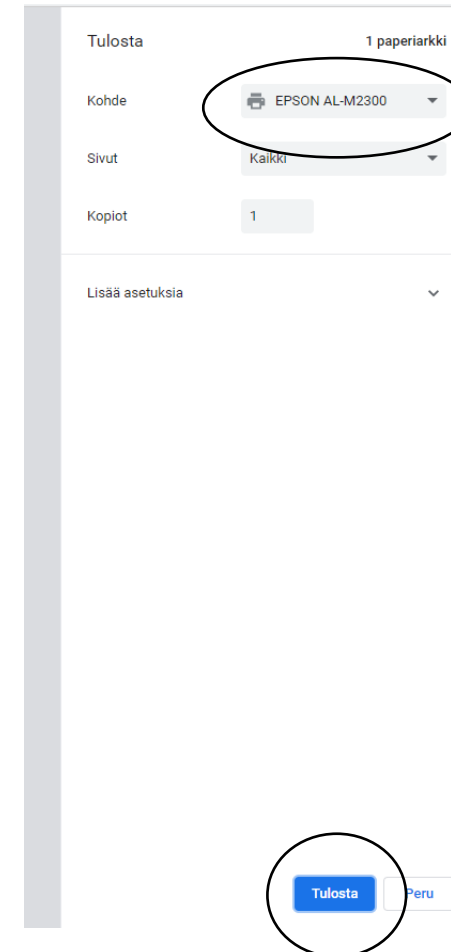 Tulosta 1 paperiarkki
Kohde EPSON AL-M2300
Sivut Kaikki
Kopiot 1
Lisää asetuksia
Tulosta Peru